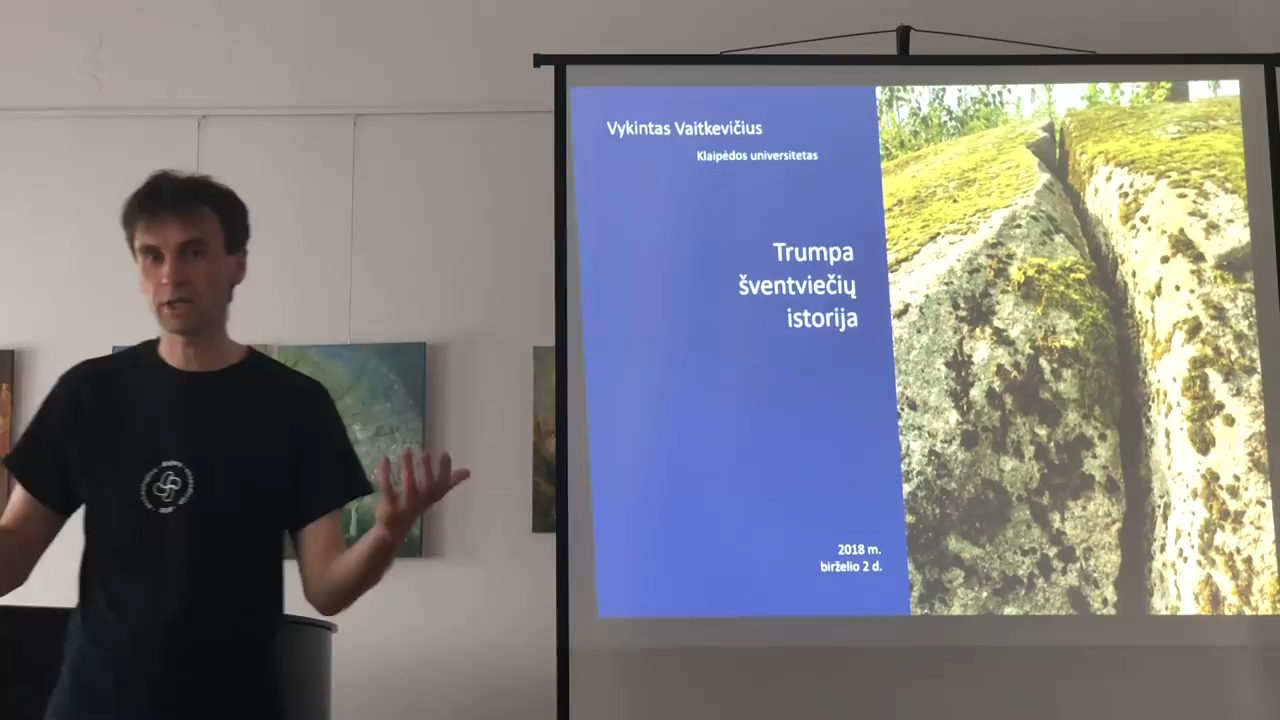 Vykintas Vaitkevičius
Klaipėdos universitetas
Trumpa
šventviečių
istorija
2018 m.
birželio 2 d.